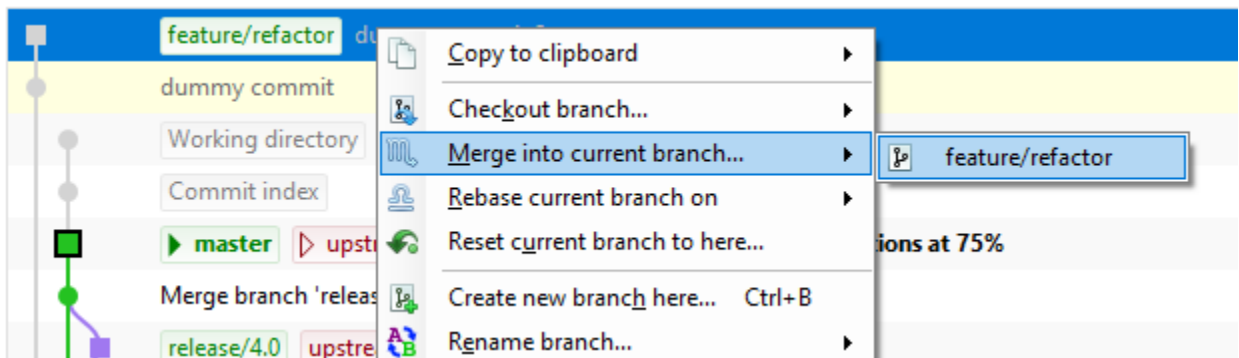 feature/refactor
Copy to clipboard
dummy commit
Checkout branch...
Working directory
Merge into current branch...
feature/refactor
Commit index
Rebase current branch on
master
Reset current branch to here...
at 75%
Merge branch
Create new branch here... Ctrl+B
release/4.0
Rename branch...